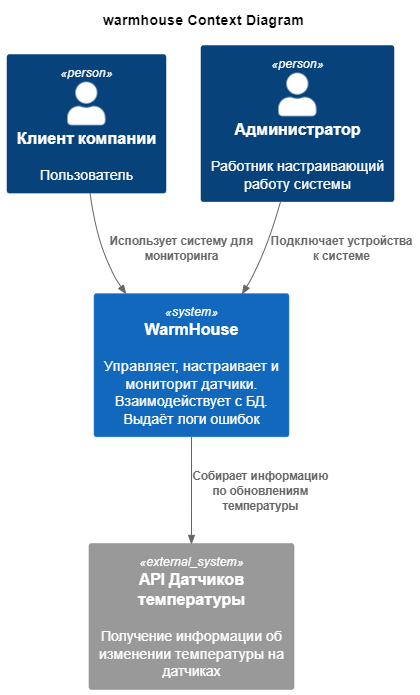 warmhouse Context Diagram
«person»
Клиент компании
Пользователь
«person»
Администратор
Работник настраивающий
работу системы
Использует систему для
мониторинга
Подключает устройства
к системе
«system»
WarmHouse
Управляет, настраивает и
мониторит датчики.
Взаимодействует с БД.
Выдаёт логи ошибок
Собирает информацию
по обновлениям
температуры
«external_system»
API Датчиков
температуры
Получение информации об
изменении температуры на
датчиках